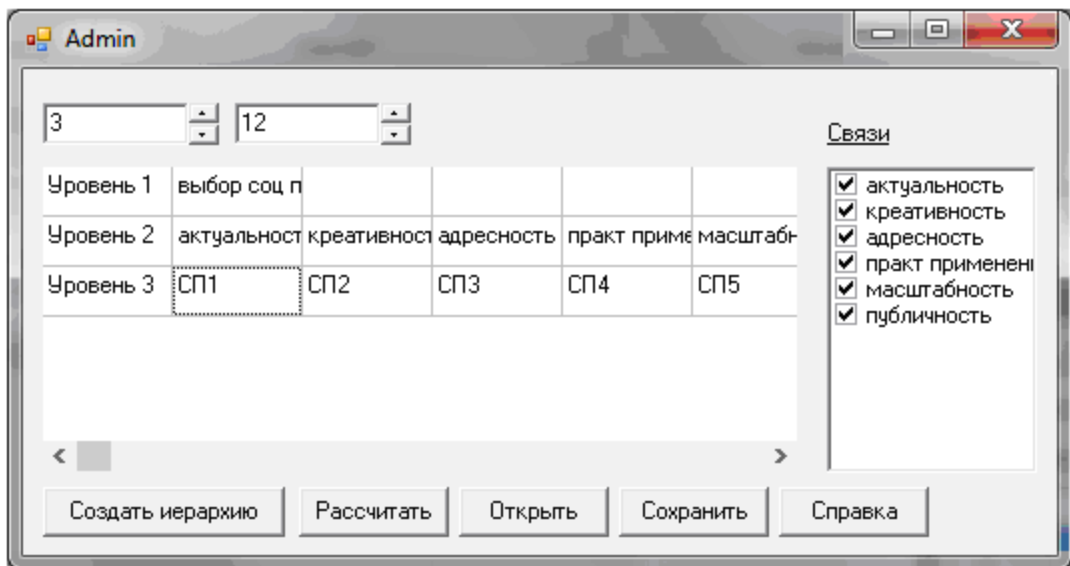 Admin
3 12
Связи
Уровень 1 выбор соц п
Уровень 2 актуальност креативност адресность практ приме масштабн
Уровень 3 СП1 СП2 СП3 СП4 СП5
актуальность
креативность
адресность
практ применени
масштабность
публичность
Создать иерархию Рассчитать Открыть Сохранить Справка